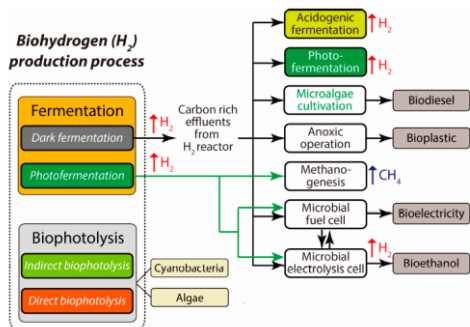 Biohydrogen (H2)
production process
Fermentation
Dark fermentation
Photofermentation
Biophotolysis
Indirect biophotolysis
Direct biophotolysis
Cyanobacteria
Algae
↑H2
↑H2
Carbon rich
effluents
from
H2 reactor
Acidogenic
fermentation
↑H2
Photo-
fermentation
↑H2
Microalgae
cultivation
Biodiesel
Anoxic
operation
Bioplastic
Methano-
genesis
↑CH4
Microbial
fuel cell
Bioelectricity
Microbial
electrolysis cell
↑H2
Bioethanol